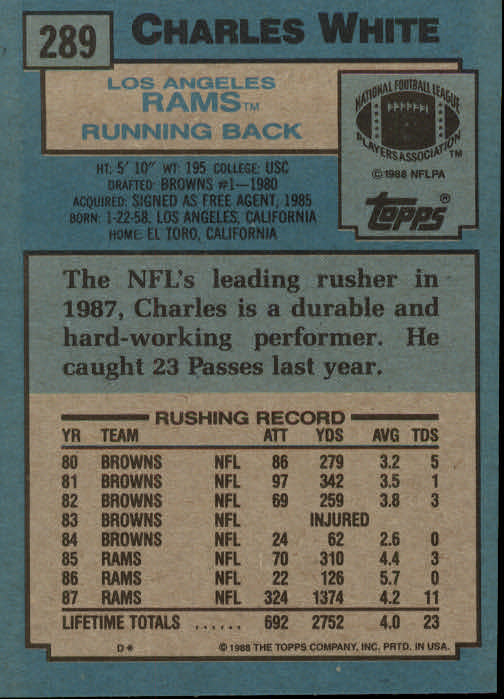 289
CHARLES WHITE
LOS ANGELES
RAMS™
RUNNING BACK
NATIONAL FOOTBALL LEAGUE
PLAYERS ASSOCIATION™
©1988 NFLPA
topps®
HT: 5' 10" WT: 195 COLLEGE: USC
DRAFTED: BROWNS #1—1980
ACQUIRED: SIGNED AS FREE AGENT, 1985
BORN: 1-22-58, LOS ANGELES, CALIFORNIA
HOME: EL TORO, CALIFORNIA
The NFL's leading rusher in
1987, Charles is a durable and
hard-working performer. He
caught 23 Passes last year.
RUSHING RECORD
YR TEAM ATT YDS AVG TDS
80 BROWNS NFL 86 279 3.2 5
81 BROWNS NFL 97 342 3.5 1
82 BROWNS NFL 69 259 3.8 3
83 BROWNS NFL INJURED
84 BROWNS NFL 24 62 2.6 0
85 RAMS NFL 70 310 4.4 3
86 RAMS NFL 22 126 5.7 0
87 RAMS NFL 324 1374 4.2 11
LIFETIME TOTALS ...... 692 2752 4.0 23
D* ©1988 THE TOPPS COMPANY, INC. PRTD. IN USA.